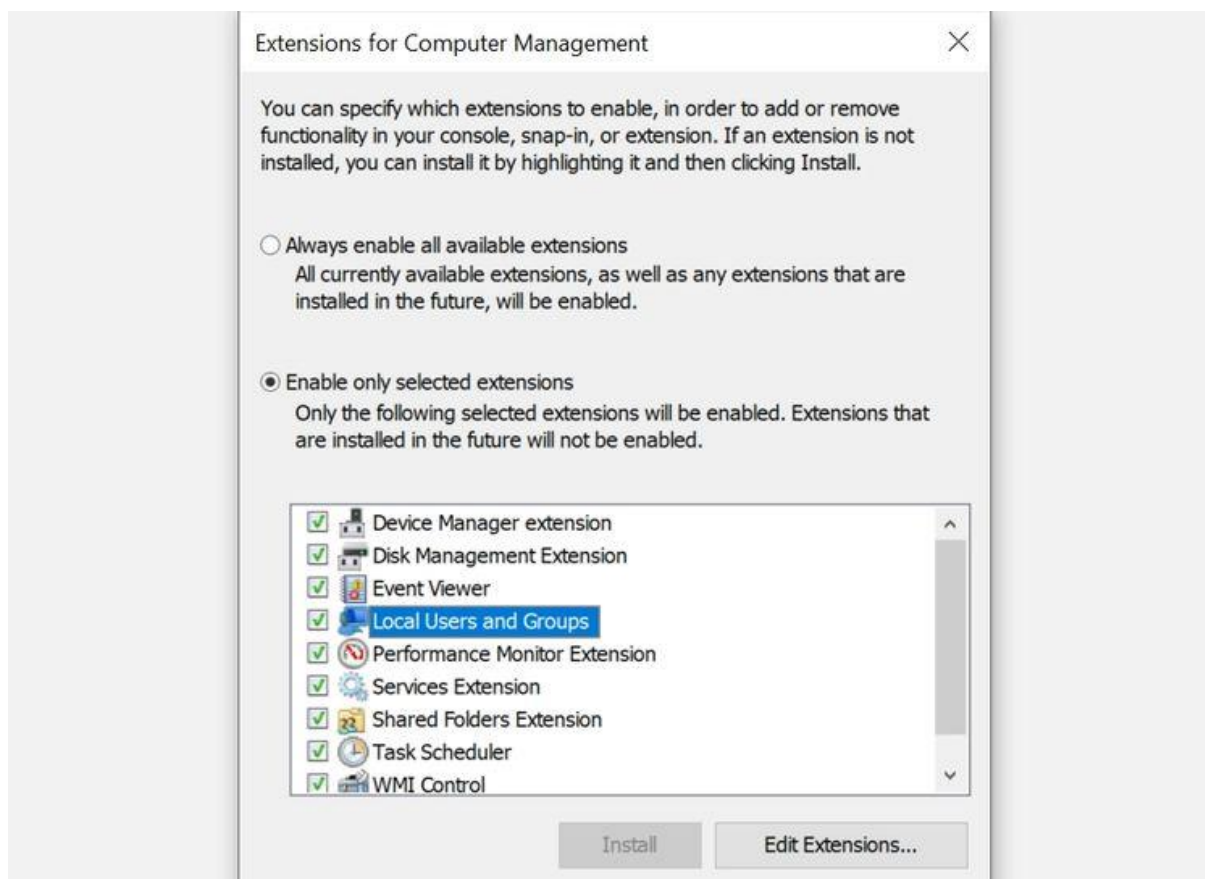 Extensions for Computer Management
You can specify which extensions to enable, in order to add or remove
functionality in your console, snap-in, or extension. If an extension is not
installed, you can install it by highlighting it and then clicking Install.
Always enable all available extensions
All currently available extensions, as well as any extensions that are
installed in the future, will be enabled.
Enable only selected extensions
Only the following selected extensions will be enabled. Extensions that
are installed in the future will not be enabled.
Device Manager extension
Disk Management Extension
Event Viewer
Local Users and Groups
Performance Monitor Extension
Services Extension
Shared Folders Extension
Task Scheduler
WMI Control
Install Edit Extensions...